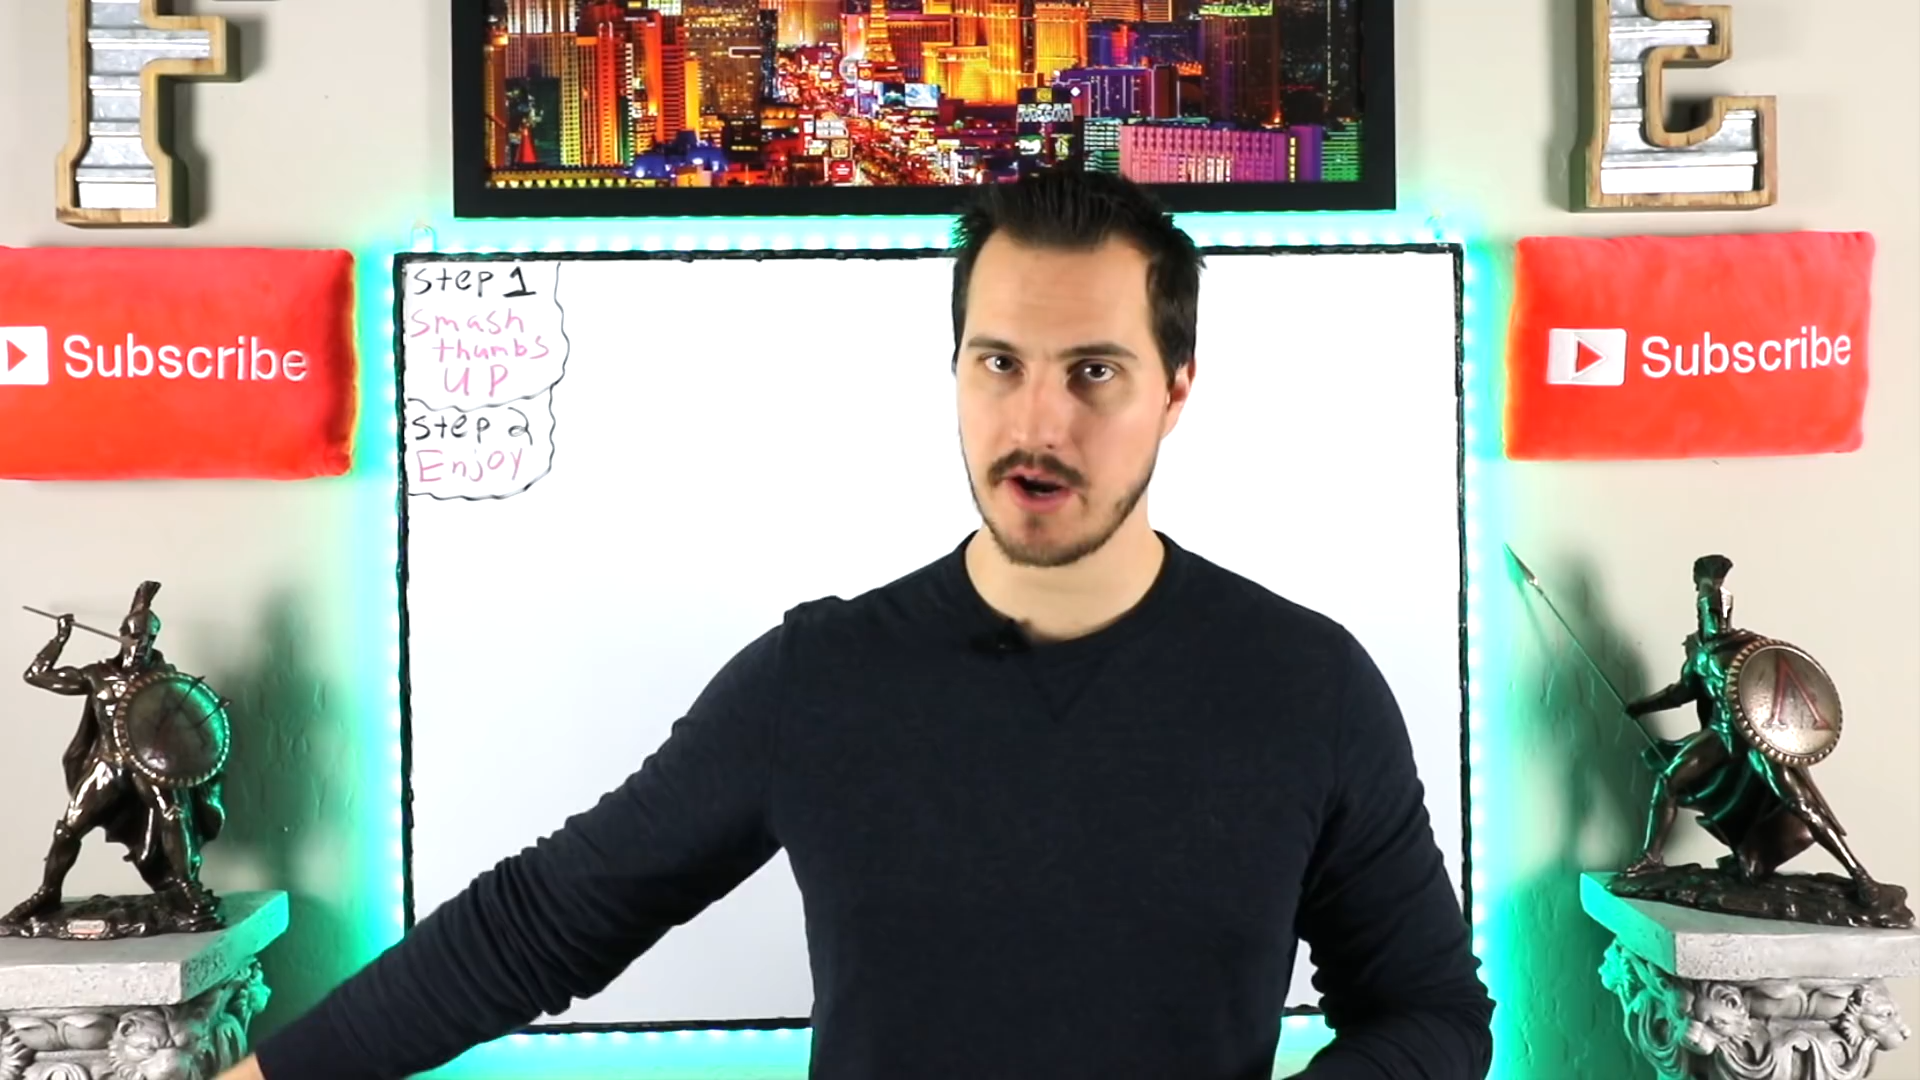 F
E
MGM
Subscribe
Subscribe
Step 1
Smash
thumbs
UP
Step 2
Enjoy
Λ